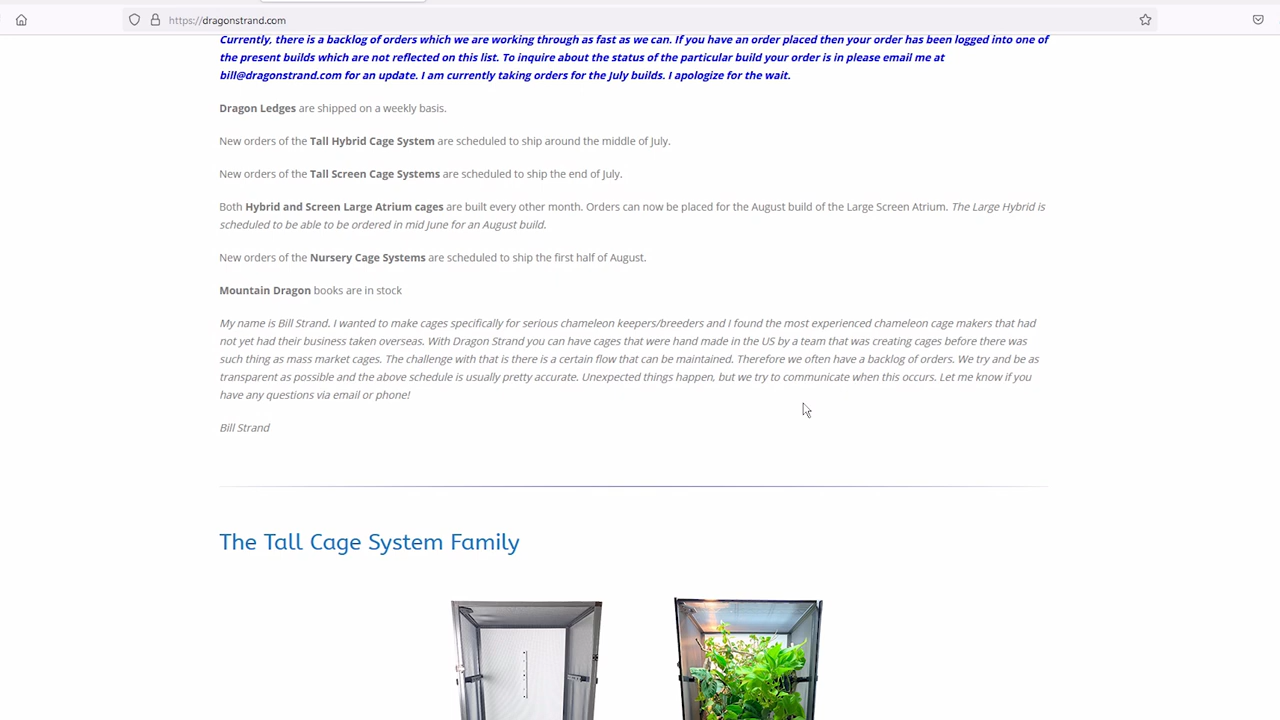 https://dragonstrand.com
Currently, there is a backlog of orders which we are working through as fast as we can. If you have an order placed then your order has been logged into one of
the present builds which are not reflected on this list. To inquire about the status of the particular build your order is in please email me at
bill@dragonstrand.com for an update. I am currently taking orders for the July builds. I apologize for the wait.
Dragon Ledges are shipped on a weekly basis.
New orders of the Tall Hybrid Cage System are scheduled to ship around the middle of July.
New orders of the Tall Screen Cage Systems are scheduled to ship the end of July.
Both Hybrid and Screen Large Atrium cages are built every other month. Orders can now be placed for the August build of the Large Screen Atrium. The Large Hybrid is
scheduled to be able to be ordered in mid June for an August build.
New orders of the Nursery Cage Systems are scheduled to ship the first half of August.
Mountain Dragon books are in stock
My name is Bill Strand. I wanted to make cages specifically for serious chameleon keepers/breeders and I found the most experienced chameleon cage makers that had
not yet had their business taken overseas. With Dragon Strand you can have cages that were hand made in the US by a team that was creating cages before there was
such thing as mass market cages. The challenge with that is there is a certain flow that can be maintained. Therefore we often have a backlog of orders. We try and be as
transparent as possible and the above schedule is usually pretty accurate. Unexpected things happen, but we try to communicate when this occurs. Let me know if you
have any questions via email or phone!
Bill Strand
The Tall Cage System Family